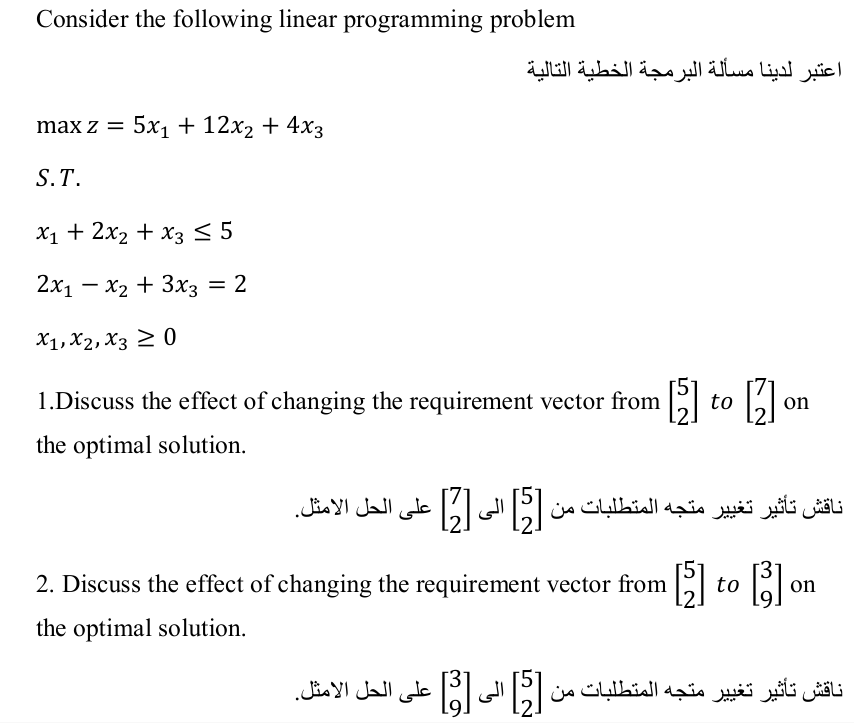 Consider the following linear programming problem
اعتبر لدينا مسألة البرمجة الخطية التالية
max z = 5x₁ + 12x₂ + 4x₃
S.T.
x₁ + 2x₂ + x₃ ≤ 5
2x₁ − x₂ + 3x₃ = 2
x₁, x₂, x₃ ≥ 0
1.Discuss the effect of changing the requirement vector from [5 2] to [7 2] on
the optimal solution.
ناقش تأثير تغيير متجه المتطلبات من [5 2] الى [7 2] على الحل الامثل.
2. Discuss the effect of changing the requirement vector from [5 2] to [3 9] on
the optimal solution.
ناقش تأثير تغيير متجه المتطلبات من [5 2] الى [3 9] على الحل الامثل.